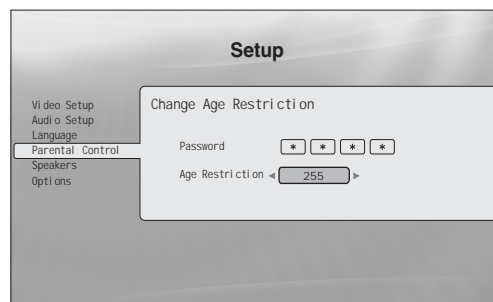 Setup
Video Setup
Audio Setup
Language
Parental Control
Speakers
Options
Change Age Restriction
Password * * * *
Age Restriction ◀ 255 ▶